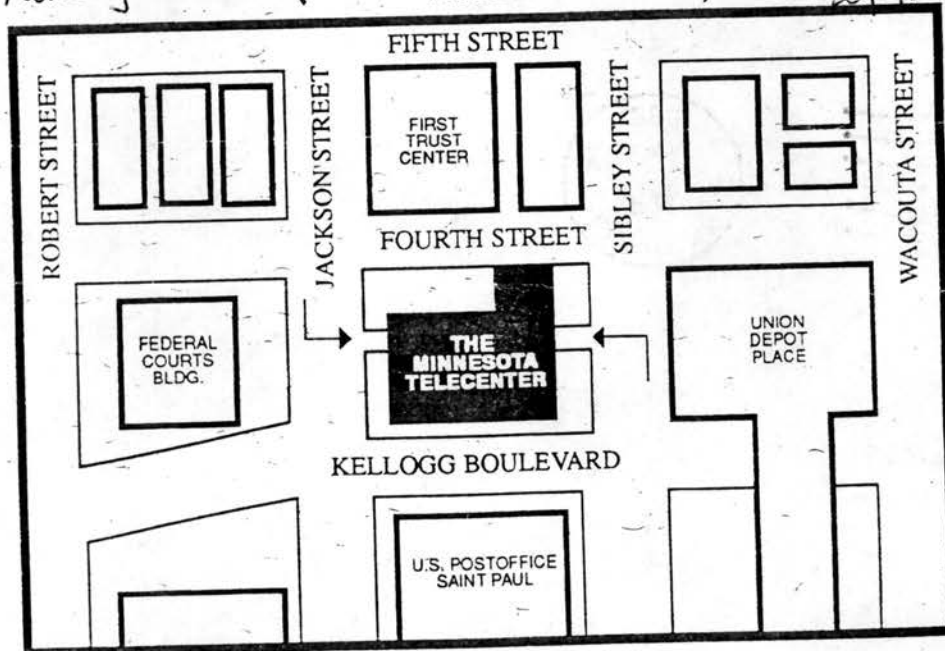 FIFTH STREET
ROBERT STREET
JACKSON STREET
FIRST
TRUST
CENTER
SIBLEY STREET
WACOUTA STREET
FOURTH STREET
FEDERAL
COURTS
BLDG.
THE
MINNESOTA
TELECENTER
UNION
DEPOT
PLACE
KELLOGG BOULEVARD
U.S. POSTOFFICE
SAINT PAUL